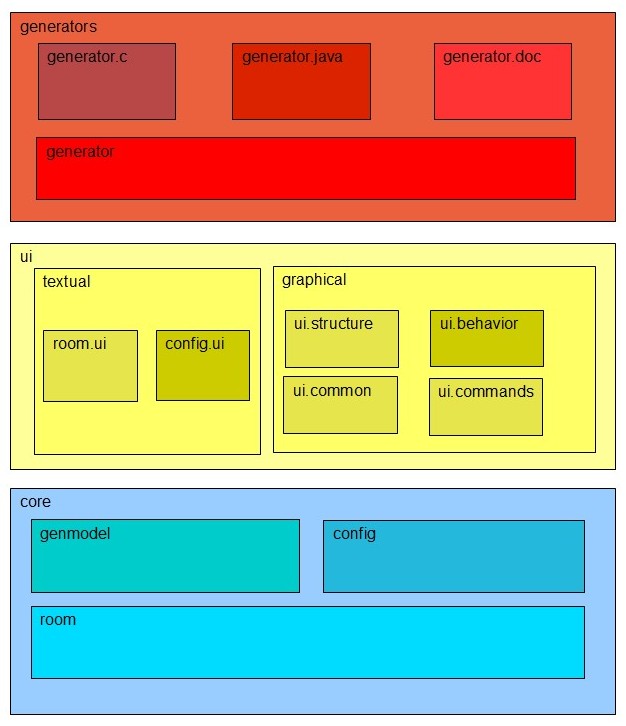 generators
generator.c
generator.java
generator.doc
generator
ui
textual
room.ui
config.ui
graphical
ui.structure
ui.behavior
ui.common
ui.commands
core
genmodel
config
room